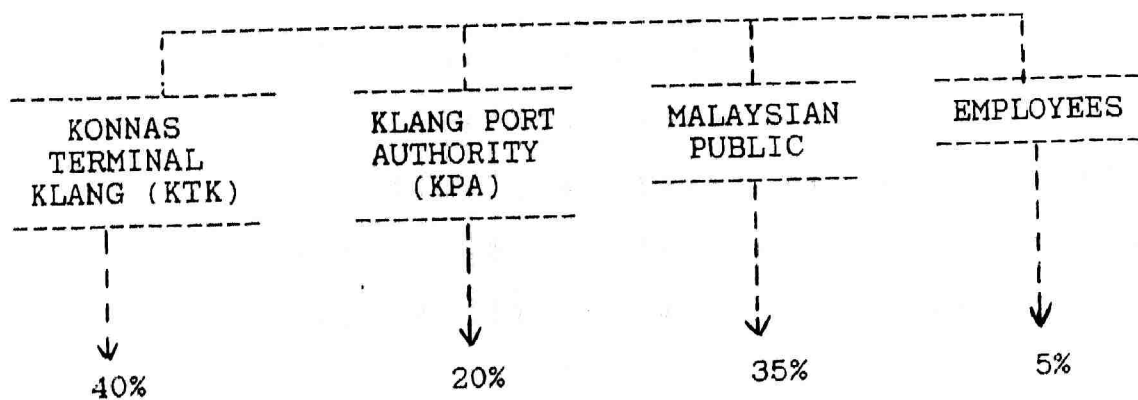 KONNAS
TERMINAL
KLANG (KTK)
KLANG PORT
AUTHORITY
(KPA)
MALAYSIAN
PUBLIC
EMPLOYEES
40%
20%
35%
5%